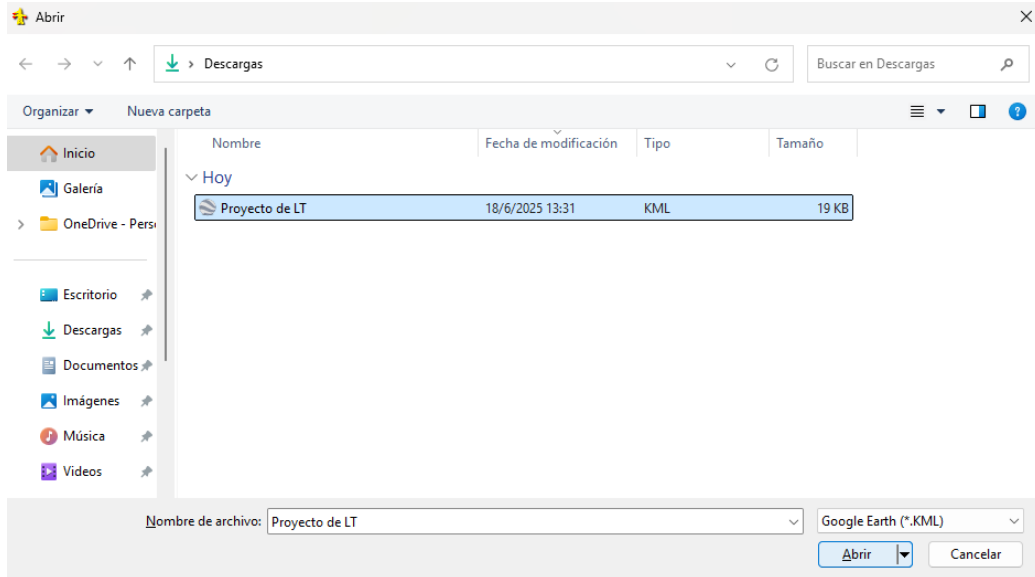 Abrir
Descargas
Buscar en Descargas
Organizar
Nueva carpeta
Nombre
Fecha de modificación
Tipo
Tamaño
Inicio
Galería
OneDrive - Perso
Escritorio
Descargas
Documentos
Imágenes
Música
Videos
Hoy
Proyecto de LT 18/6/2025 13:31 KML 19 KB
Nombre de archivo: Proyecto de LT
Google Earth (*.KML)
Abrir
Cancelar